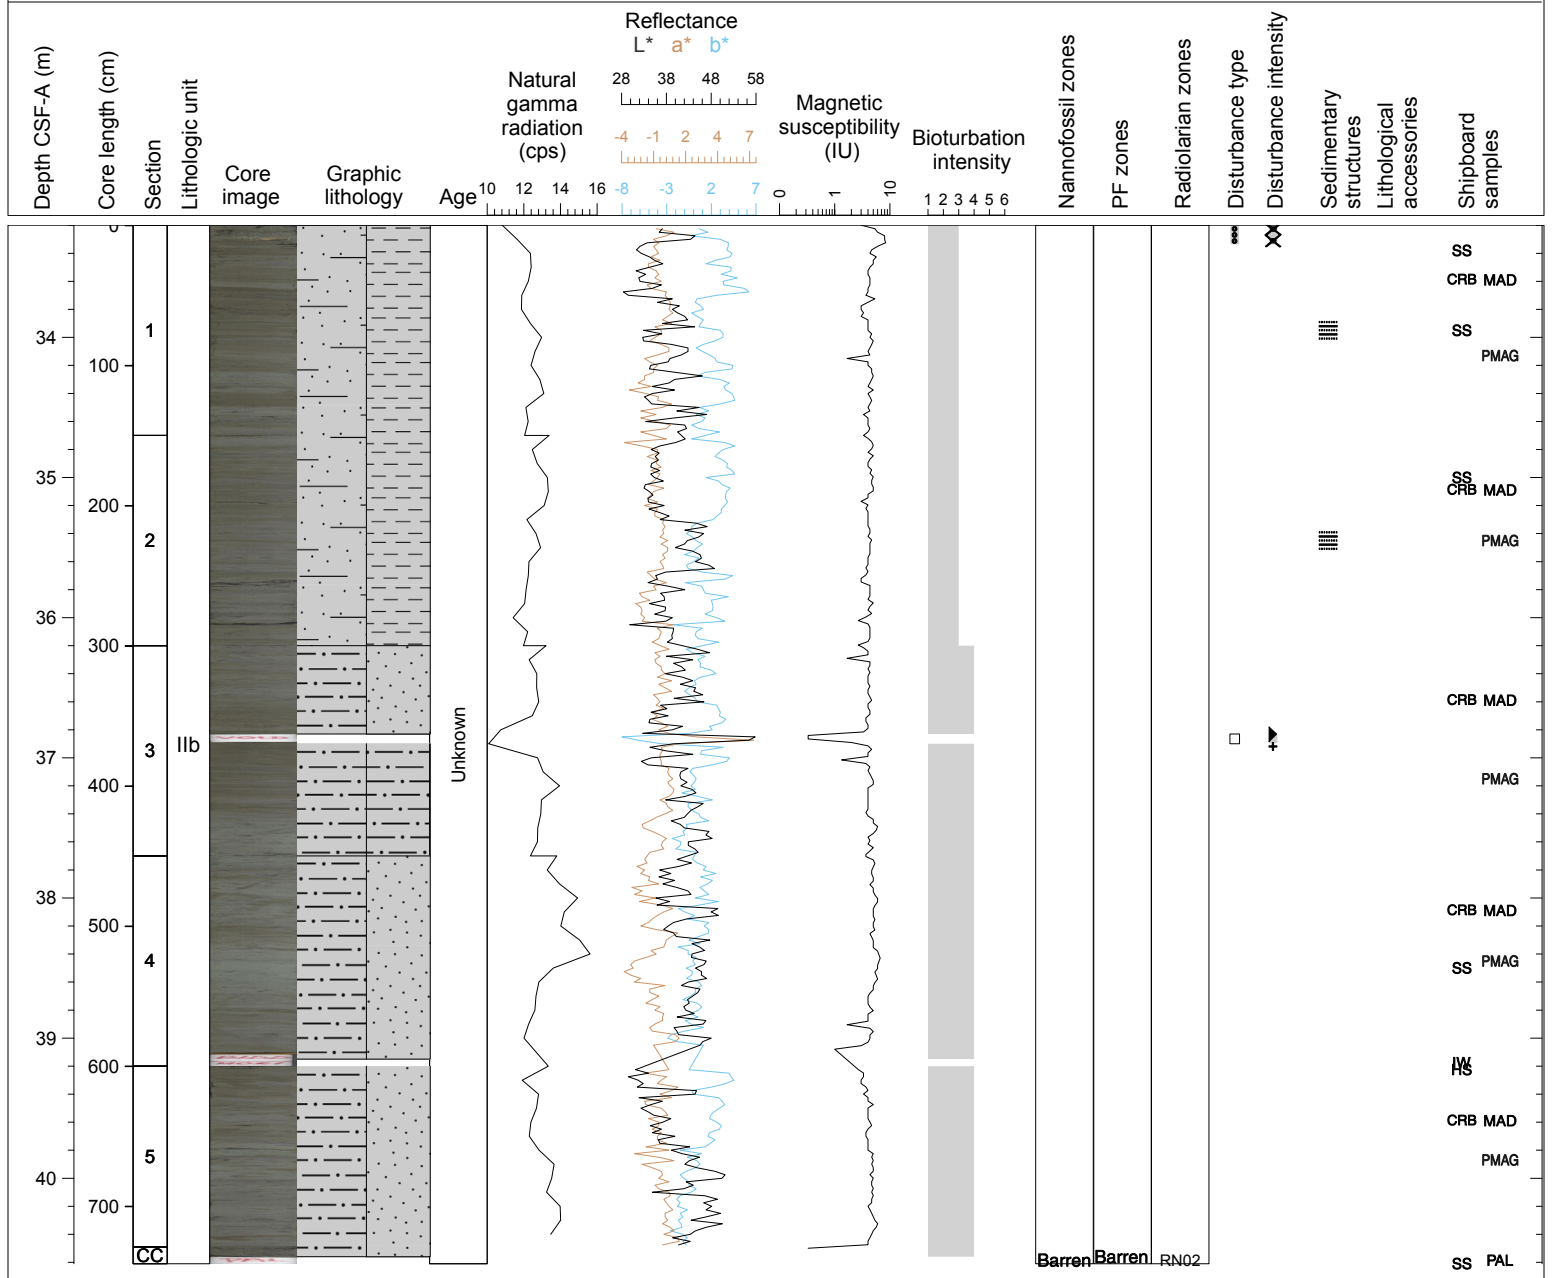 Depth CSF-A (m)
Core length (cm)
Section
Lithologic unit
Core
image
Graphic
lithology
Age
Natural
gamma
radiation
(cps)
10 12 14 16
Reflectance
L* a* b*
28 38 48 58
-4 -1 2 4 7
-8 -3 2 7
Magnetic
susceptibility
(IU)
0 1 10
Bioturbation
intensity
1 2 3 4 5 6
Nannofossil zones
PF zones
Radiolarian zones
Disturbance type
Disturbance intensity
Sedimentary
structures
Lithological
accessories
Shipboard
samples
0
SS
CRB MAD
34
1
SS
100
PMAG
35
SS
CRB MAD
200
2
PMAG
36
300
CRB MAD
Unknown
IIb
3
37
400
PMAG
38
CRB MAD
500
4
PMAG
SS
39
IW
600
HS
CRB MAD
5
PMAG
40
700
CC
Barren
Barren
RN02
SS
PAL